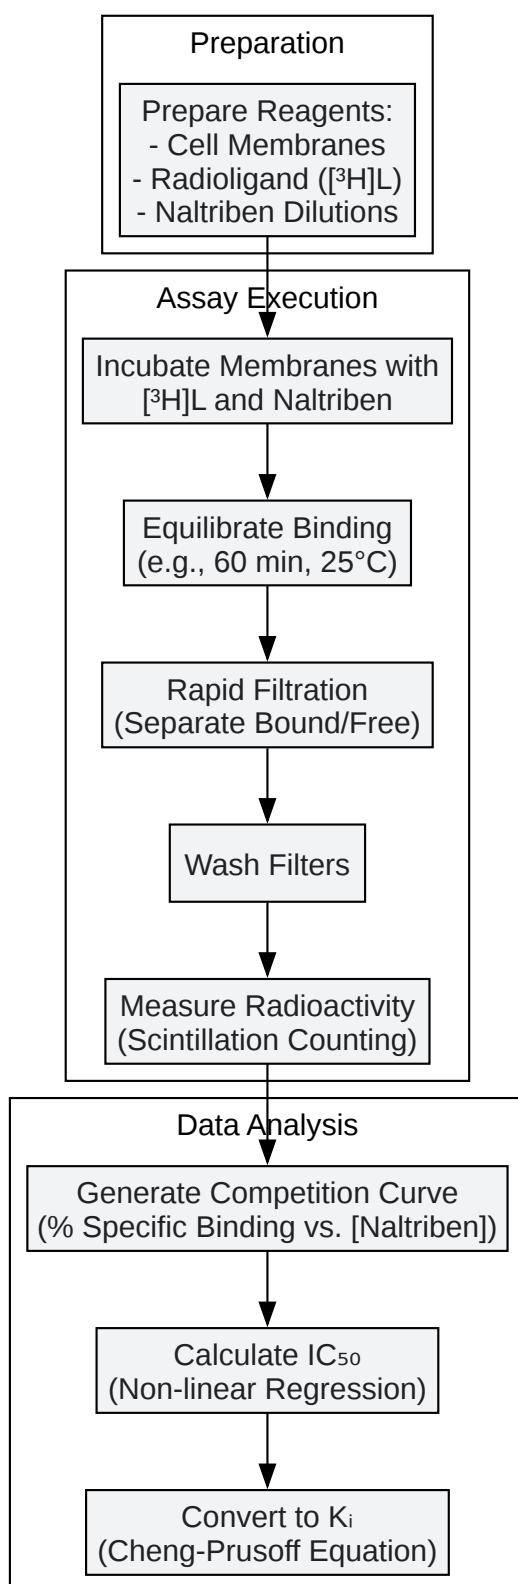 Preparation
Prepare Reagents:
- Cell Membranes
- Radioligand ([³H]L)
- Naltriben Dilutions
Assay Execution
Incubate Membranes with
[³H]L and Naltriben
Equilibrate Binding
(e.g., 60 min, 25°C)
Rapid Filtration
(Separate Bound/Free)
Wash Filters
Measure Radioactivity
(Scintillation Counting)
Data Analysis
Generate Competition Curve
(% Specific Binding vs. [Naltriben])
Calculate IC₅₀
(Non-linear Regression)
Convert to Kᵢ
(Cheng-Prusoff Equation)